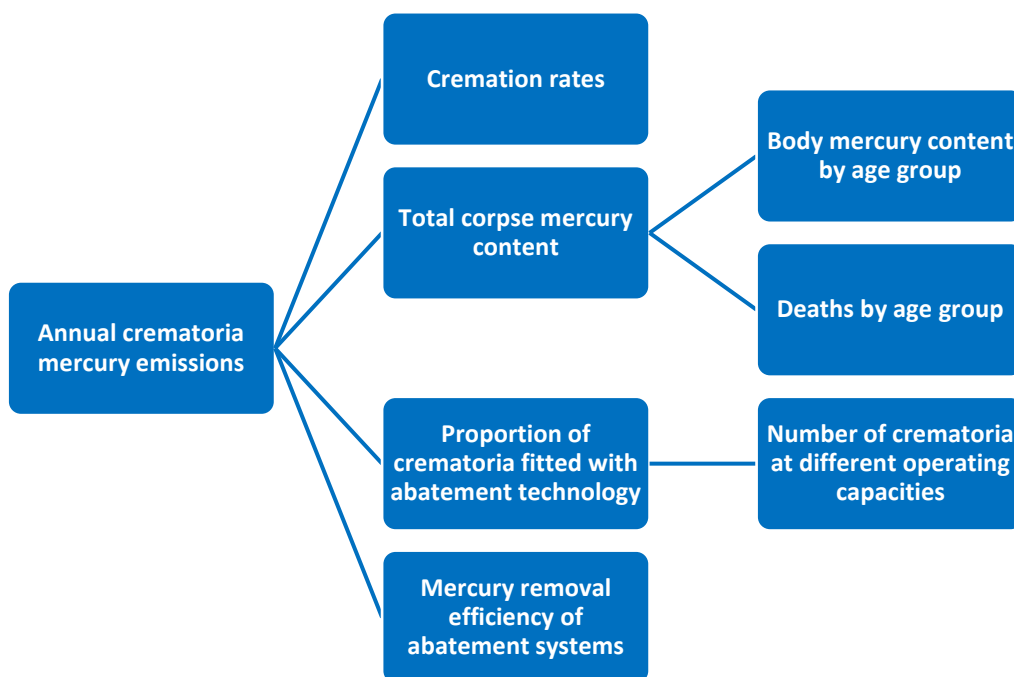 Cremation rates
Body mercury content
by age group
Total corpse mercury
content
Deaths by age group
Annual crematoria
mercury emissions
Proportion of
crematoria fitted with
abatement technology
Number of crematoria
at different operating
capacities
Mercury removal
efficiency of
abatement systems